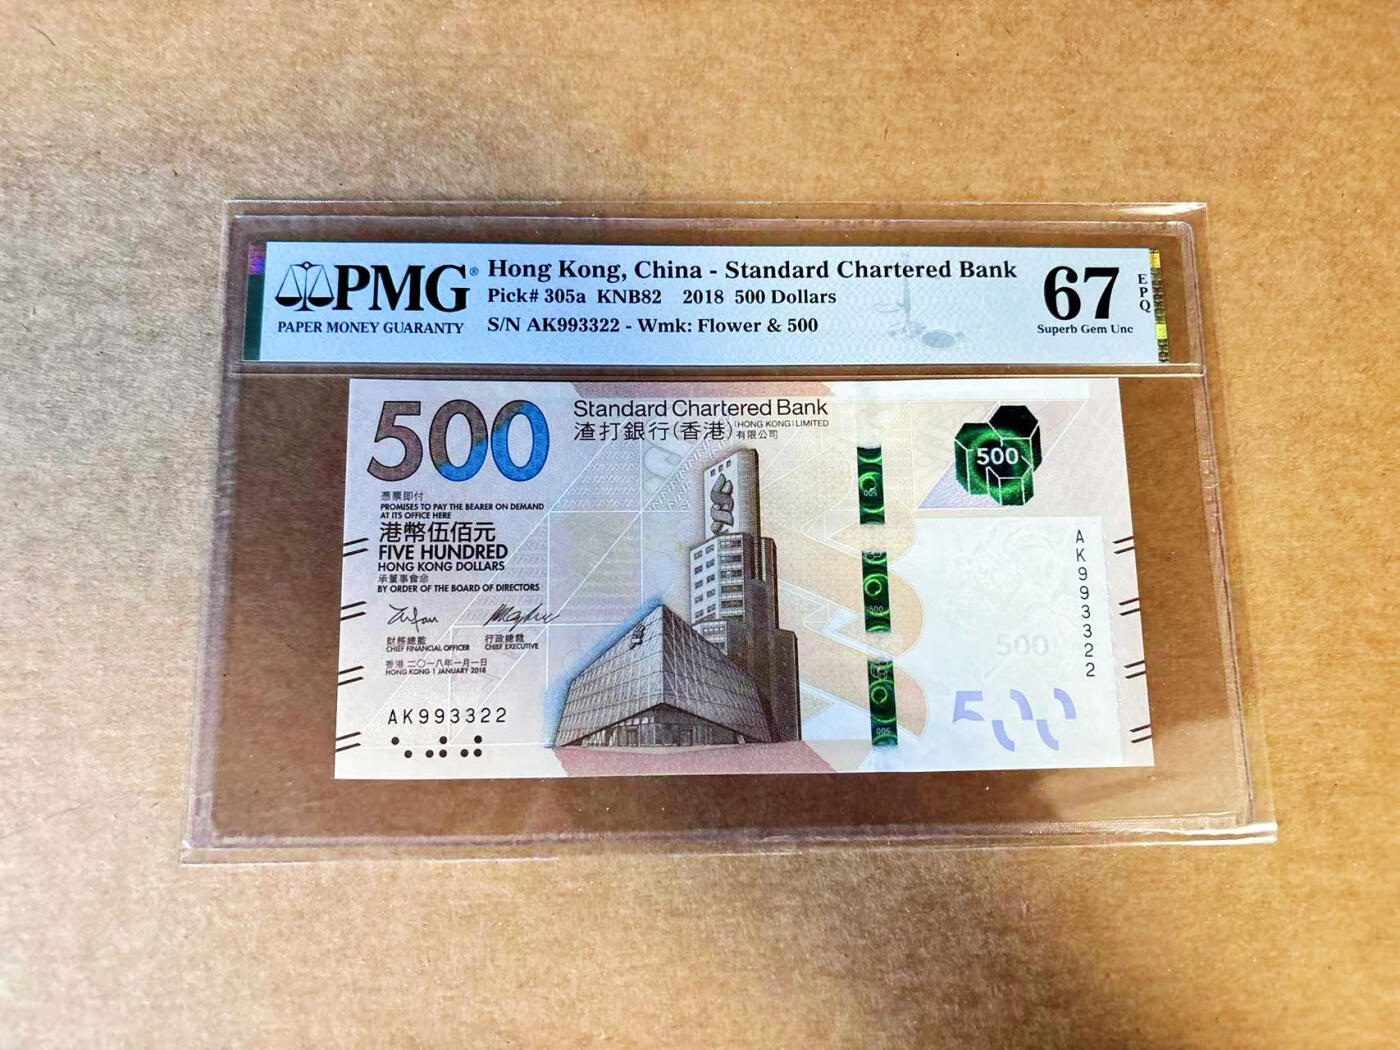 PMG®
PAPER MONEY GUARANTY
Hong Kong, China - Standard Chartered Bank
Pick# 305a KNB82 2018 500 Dollars
S/N AK993322 - Wmk: Flower & 500
67
EPQ
Superb Gem Unc
500
Standard Chartered Bank
(HONG KONG) LIMITED
渣打銀行(香港)
有限公司
憑票即付
PROMISES TO PAY THE BEARER ON DEMAND
AT ITS OFFICE HERE
港幣伍佰元
FIVE HUNDRED
HONG KONG DOLLARS
承董事會命
BY ORDER OF THE BOARD OF DIRECTORS
財務總監
CHIEF FINANCIAL OFFICER
行政總裁
CHIEF EXECUTIVE
香港 二〇一八年一月一日
HONG KONG 1 JANUARY 2018
AK993322
500
500
500
500
500
AK993322
500